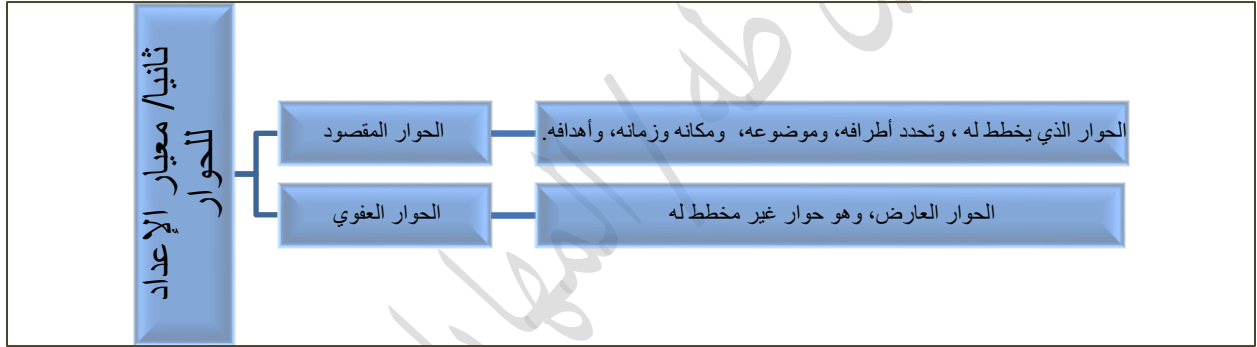 ثانيا/ معيار الإعداد
للحوار
الحوار المقصود
الحوار الذي يخطط له ، وتحدد أطرافه، وموضوعه، ومكانه وزمانه، وأهدافه.
الحوار العفوي
الحوار العارض، وهو حوار غير مخطط له